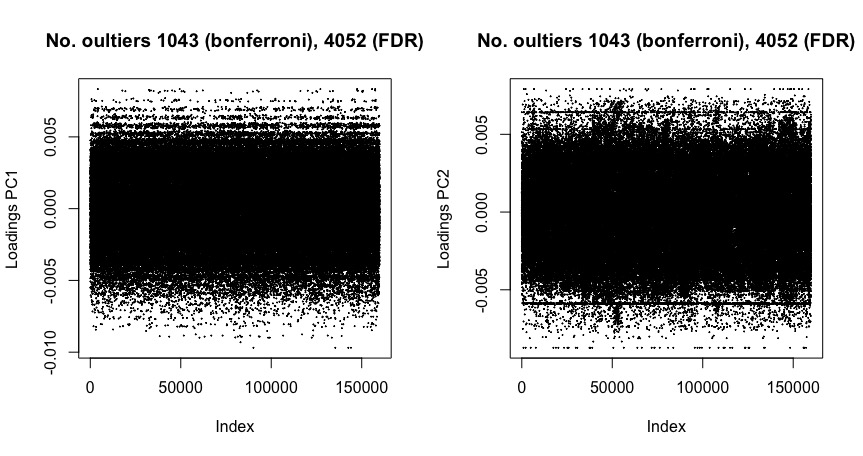 No. oultiers 1043 (bonferroni), 4052 (FDR)
Loadings PC1
0.005
0.000
-0.005
-0.010
0
50000
100000
150000
Index
No. oultiers 1043 (bonferroni), 4052 (FDR)
Loadings PC2
0.005
0.000
-0.005
0
50000
100000
150000
Index